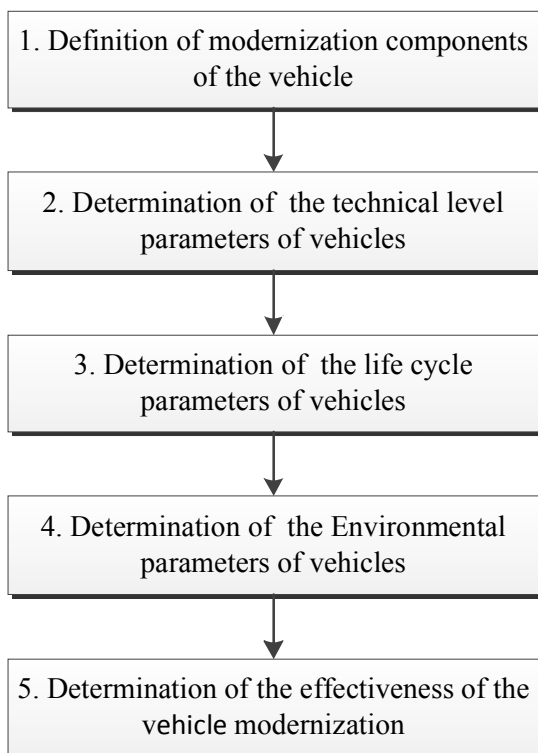 1. Definition of modernization components
of the vehicle
2. Determination of the technical level
parameters of vehicles
3. Determination of the life cycle
parameters of vehicles
4. Determination of the Environmental
parameters of vehicles
5. Determination of the effectiveness of the
vehicle modernization